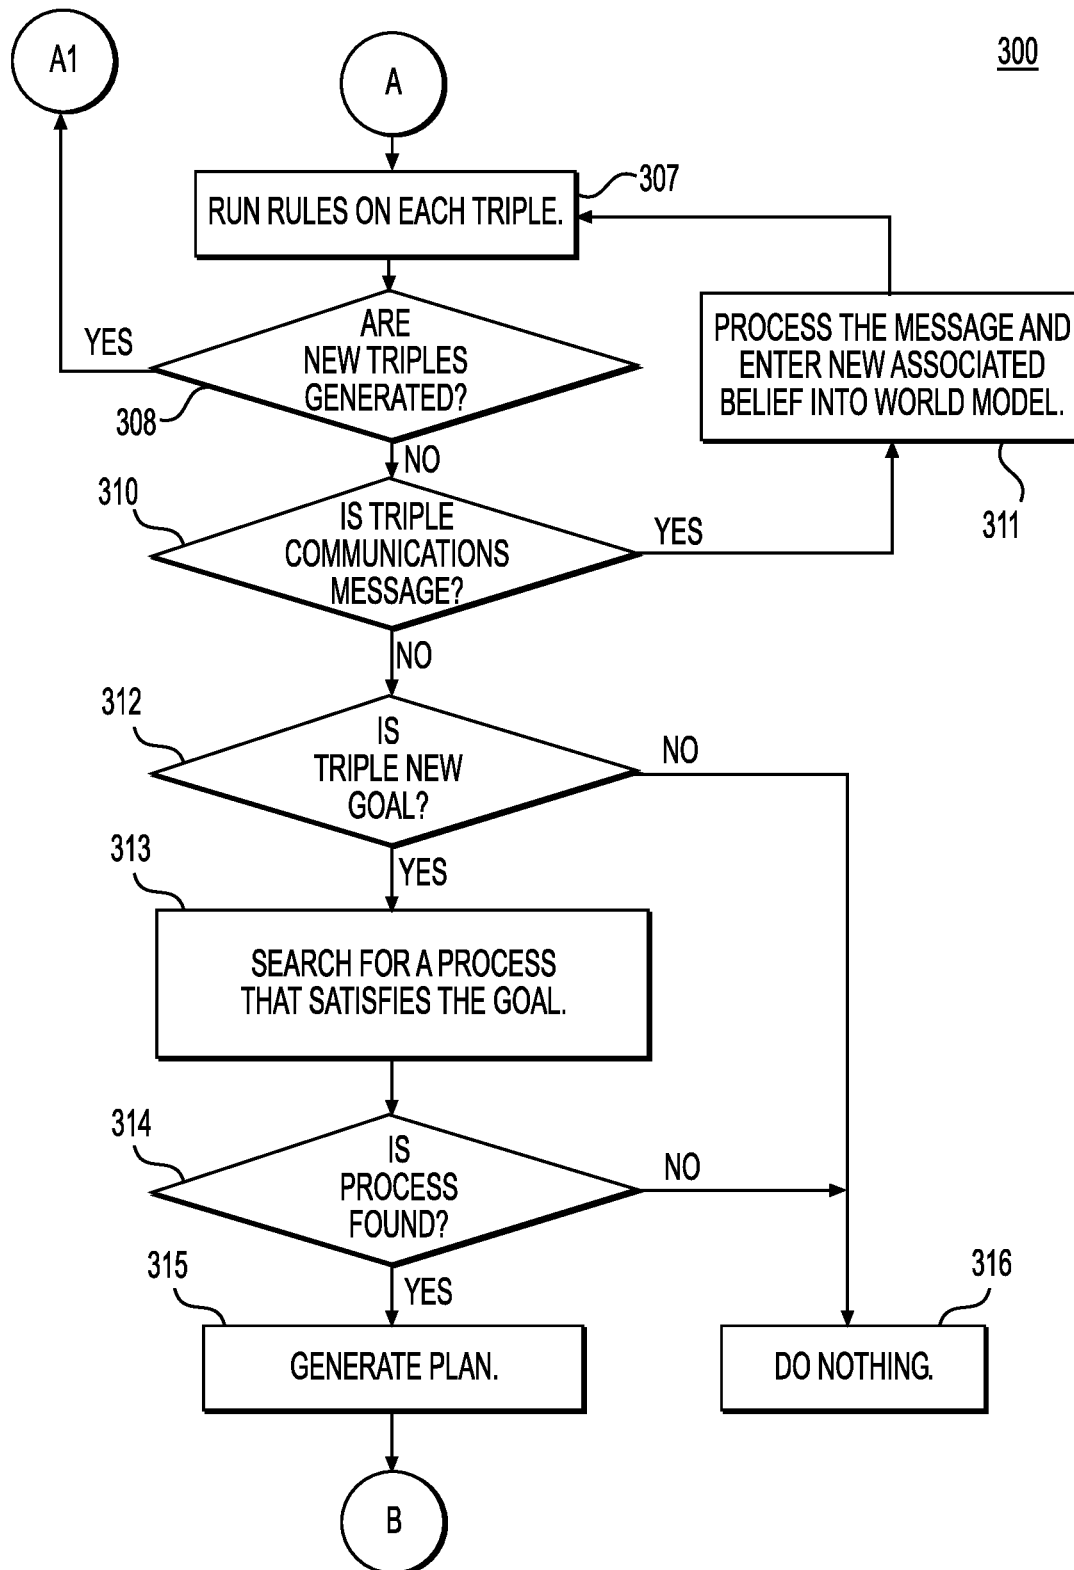 A1
A
300
307
RUN RULES ON EACH TRIPLE.
ARE
NEW TRIPLES
GENERATED?
YES
308
NO
PROCESS THE MESSAGE AND
ENTER NEW ASSOCIATED
BELIEF INTO WORLD MODEL.
311
310
IS TRIPLE
COMMUNICATIONS
MESSAGE?
YES
NO
312
IS
TRIPLE NEW
GOAL?
NO
YES
313
SEARCH FOR A PROCESS
THAT SATISFIES THE GOAL.
314
IS
PROCESS
FOUND?
NO
YES
315
GENERATE PLAN.
316
DO NOTHING.
B